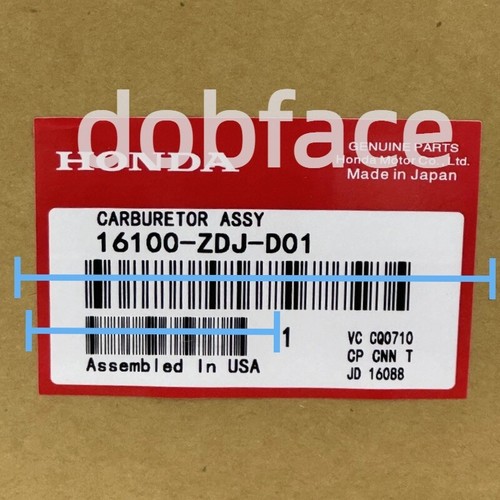 dobface
HONDA
GENUINE PARTS
Honda Motor Co., Ltd.
Made in Japan
CARBURETOR ASSY
16100-ZDJ-D01
1
VC CQ0710
CP CNN T
Assembled In USA
JD 16088